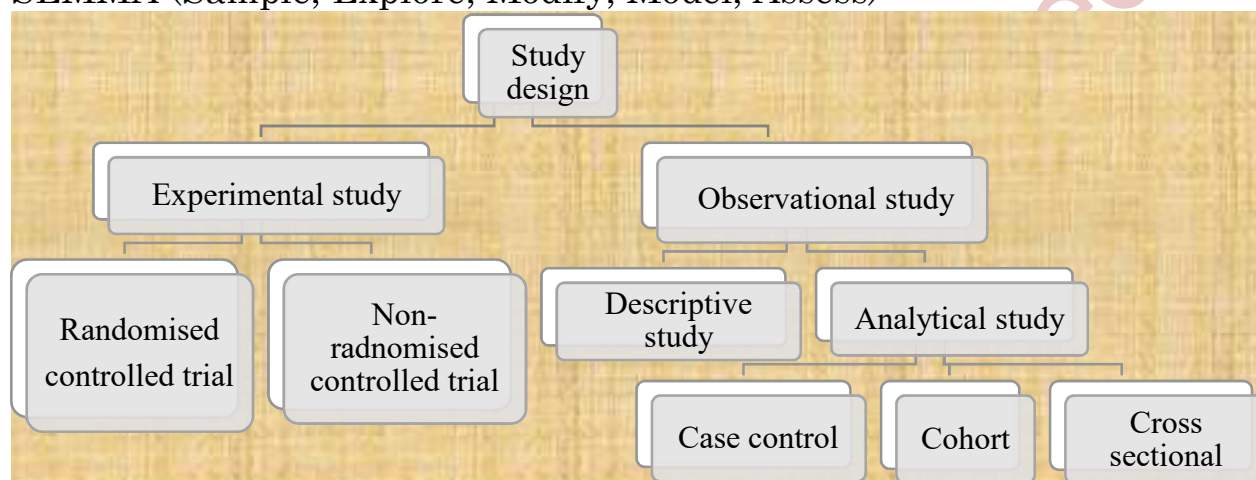 SEMMA (Sample, Explore, Modify, Model, Assess)
Study
design
Experimental study
Observational study
Randomised
controlled trial
Non-
radnomised
controlled trial
Descriptive
study
Analytical study
Case control
Cohort
Cross
sectional